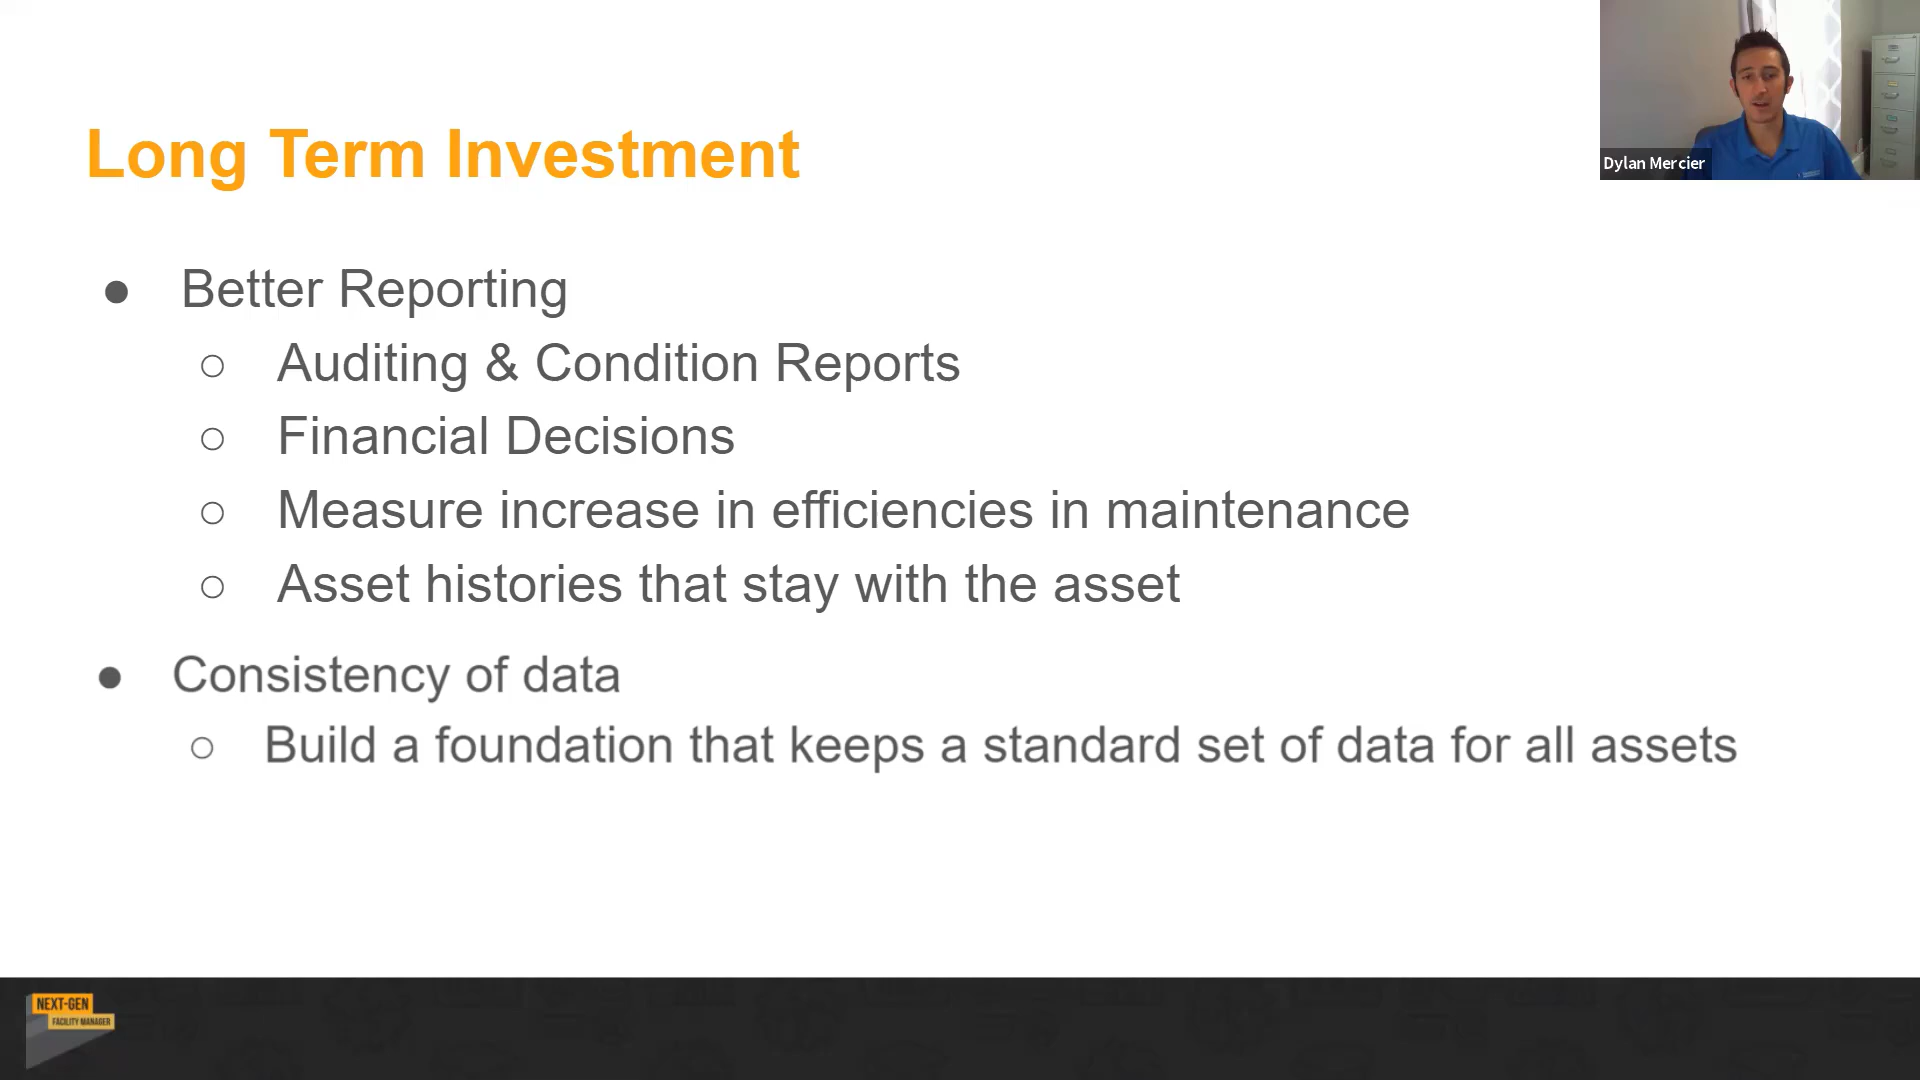 Long Term Investment
Dylan Mercier
● Better Reporting
○ Auditing & Condition Reports
○ Financial Decisions
○ Measure increase in efficiencies in maintenance
○ Asset histories that stay with the asset
● Consistency of data
○ Build a foundation that keeps a standard set of data for all assets
NEXT-GEN
FACILITY MANAGER